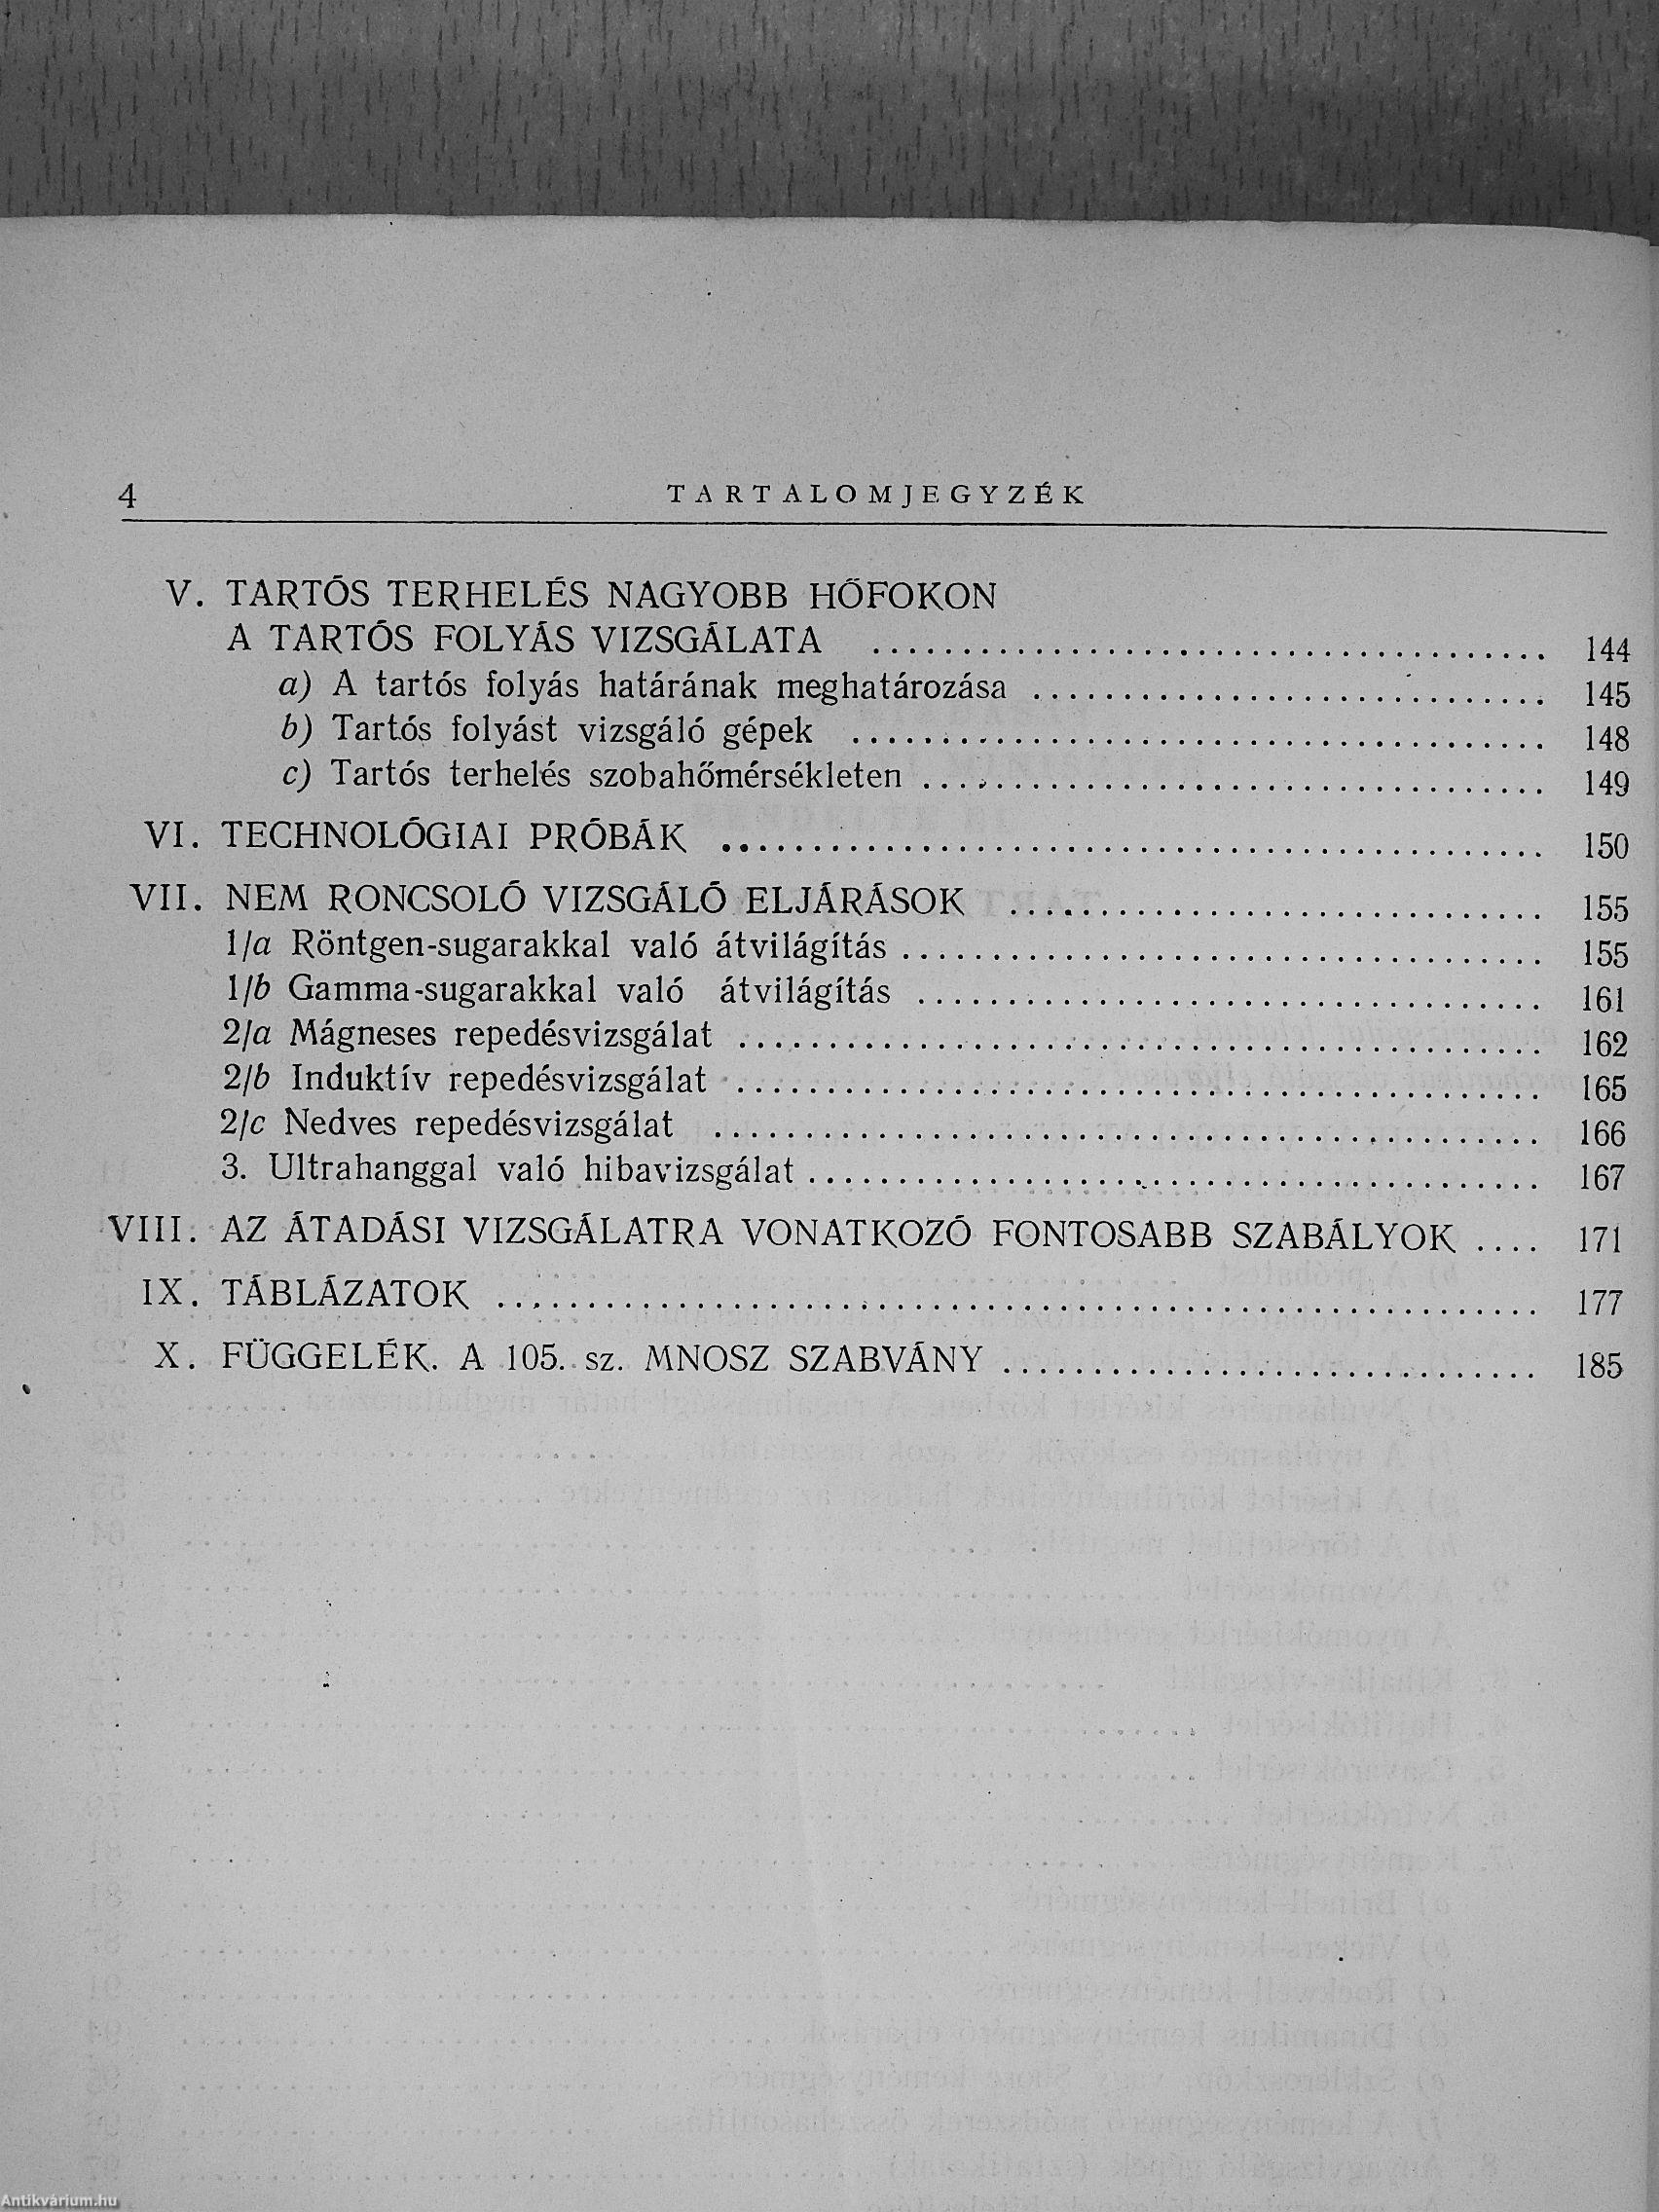 4 TARTALOMJEGYZÉK
V. TARTÓS TERHELÉS NAGYOBB HŐFOKON
A TARTÓS FOLYÁS VIZSGÁLATA ........................................ 144
a) A tartós folyás határának meghatározása .............................. 145
b) Tartós folyást vizsgáló gépek ........................................ 148
c) Tartós terhelés szobahőmérsékleten .................................... 149
VI. TECHNOLÓGIAI PRÓBÁK ................................................ 150
VII. NEM RONCSOLÓ VIZSGÁLÓ ELJÁRÁSOK ................................ 155
1/a Röntgen-sugarakkal való átvilágítás ...................................... 155
1/b Gamma-sugarakkal való átvilágítás ..................................... 161
2/a Mágneses repedésvizsgálat ............................................... 162
2/b Induktív repedésvizsgálat ............................................... 165
2/c Nedves repedésvizsgálat ................................................ 166
3. Ultrahanggal való hibavizsgálat .......................................... 167
VIII. AZ ÁTADÁSI VIZSGÁLATRA VONATKOZÓ FONTOSABB SZABÁLYOK .... 171
IX. TÁBLÁZATOK ............................................................ 177
X. FÜGGELÉK. A 105. sz. MNOSZ SZABVÁNY ................................ 185
Antikvárium.hu